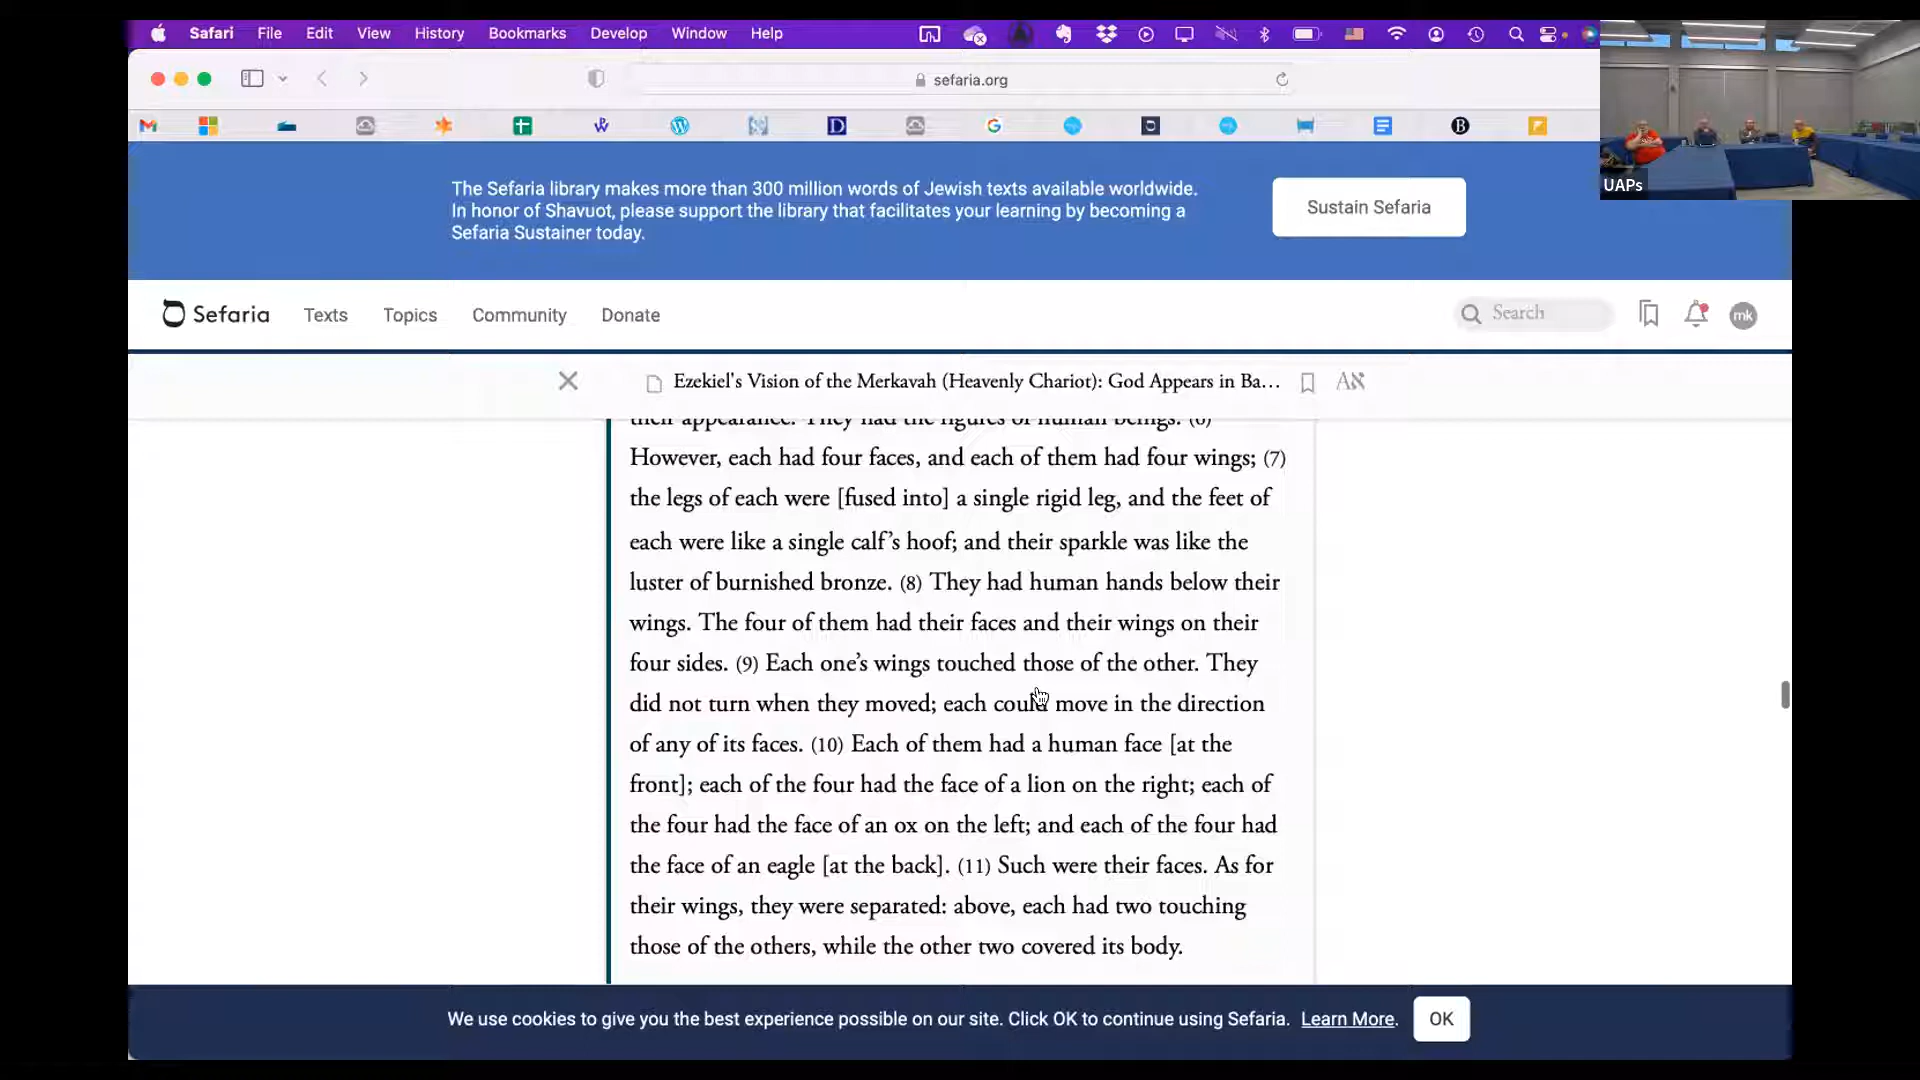 Safari File Edit View History Bookmarks Develop Window Help
sefaria.org
UAPs
The Sefaria library makes more than 300 million words of Jewish texts available worldwide.
In honor of Shavuot, please support the library that facilitates your learning by becoming a
Sefaria Sustainer today.
Sustain Sefaria
Sefaria Texts Topics Community Donate Search mk
Ezekiel's Vision of the Merkavah (Heavenly Chariot): God Appears in Ba... Aא
their appearance. They had the figures of human beings. (6)
However, each had four faces, and each of them had four wings; (7)
the legs of each were [fused into] a single rigid leg, and the feet of
each were like a single calf’s hoof; and their sparkle was like the
luster of burnished bronze. (8) They had human hands below their
wings. The four of them had their faces and their wings on their
four sides. (9) Each one’s wings touched those of the other. They
did not turn when they moved; each could move in the direction
of any of its faces. (10) Each of them had a human face [at the
front]; each of the four had the face of a lion on the right; each of
the four had the face of an ox on the left; and each of the four had
the face of an eagle [at the back]. (11) Such were their faces. As for
their wings, they were separated: above, each had two touching
those of the others, while the other two covered its body.
We use cookies to give you the best experience possible on our site. Click OK to continue using Sefaria. Learn More. OK